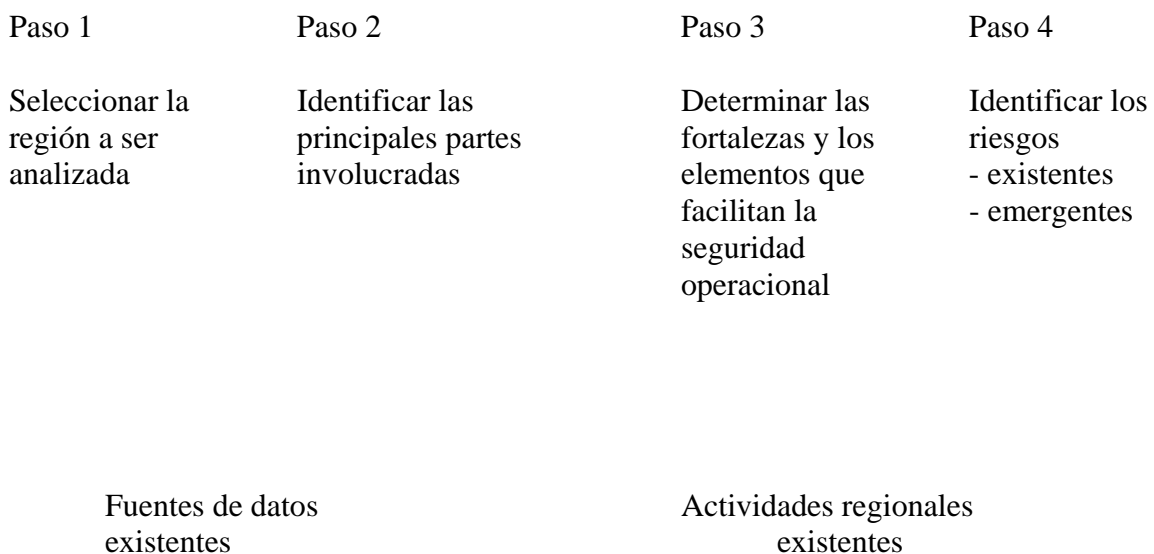 Paso 1
Seleccionar la
región a ser
analizada
Paso 2
Identificar las
principales partes
involucradas
Paso 3
Determinar las
fortalezas y los
elementos que
facilitan la
seguridad
operacional
Paso 4
Identificar los
riesgos
- existentes
- emergentes
Fuentes de datos
existentes
Actividades regionales
existentes